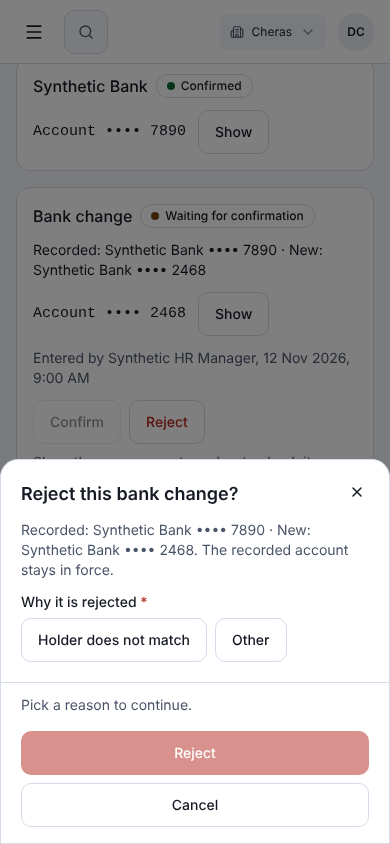 Cheras
DC
Synthetic Bank
Confirmed
Account •••• 7890
Show
Bank change
Waiting for confirmation
Recorded: Synthetic Bank •••• 7890 · New:
Synthetic Bank •••• 2468
Account •••• 2468
Show
Entered by Synthetic HR Manager, 12 Nov 2026,
9:00 AM
Confirm
Reject
Reject this bank change?
Recorded: Synthetic Bank •••• 7890 · New:
Synthetic Bank •••• 2468. The recorded account
stays in force.
Why it is rejected *
Holder does not match
Other
Pick a reason to continue.
Reject
Cancel